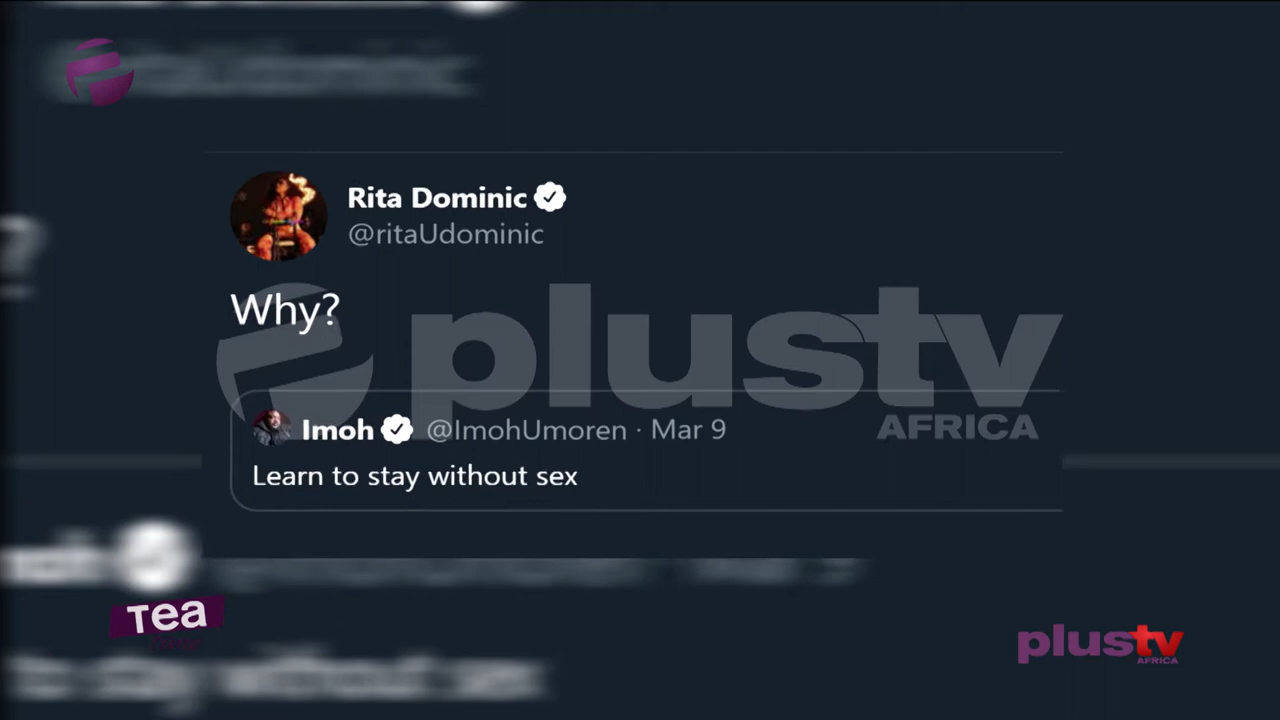 Rita Dominic
@ritaUdominic
Why?
plustv
AFRICA
Imoh @ImohUmoren · Mar 9
Learn to stay without sex
Tea
plustv
AFRICA